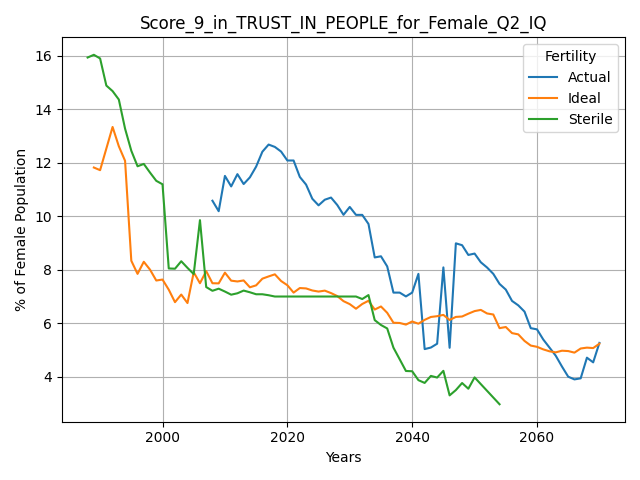 Score_9_in_TRUST_IN_PEOPLE_for_Female_Q2_IQ
Fertility
Actual
Ideal
Sterile
% of Female Population
16
14
12
10
8
6
4
2000
2020
2040
2060
Years